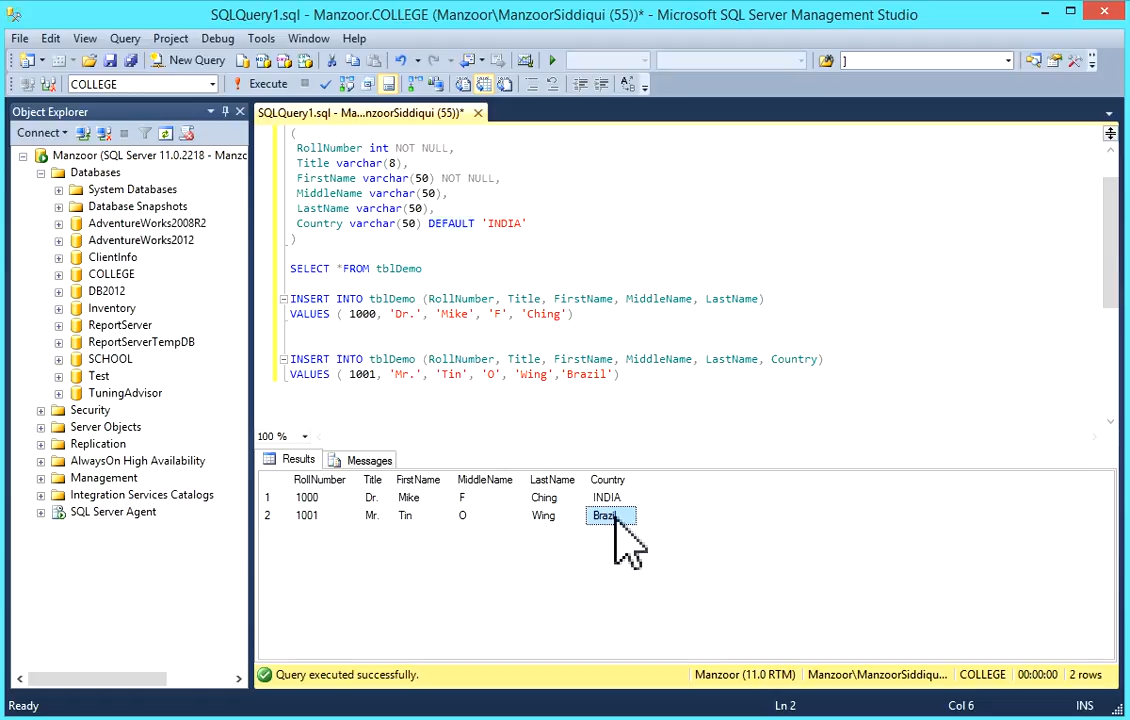 SQLQuery1.sql - Manzoor.COLLEGE (Manzoor\ManzoorSiddiqui (55))* - Microsoft SQL Server Management Studio
File Edit View Query Project Debug Tools Window Help
New Query ]
COLLEGE ! Execute
Object Explorer
SQLQuery1.sql - Ma...nzoorSiddiqui (55))*
Connect
Manzoor (SQL Server 11.0.2218 - Manzc
Databases
System Databases
Database Snapshots
AdventureWorks2008R2
AdventureWorks2012
ClientInfo
COLLEGE
DB2012
Inventory
ReportServer
ReportServerTempDB
SCHOOL
Test
TuningAdvisor
Security
Server Objects
Replication
AlwaysOn High Availability
Management
Integration Services Catalogs
SQL Server Agent
(
RollNumber int NOT NULL,
Title varchar(8),
FirstName varchar(50) NOT NULL,
MiddleName varchar(50),
LastName varchar(50),
Country varchar(50) DEFAULT 'INDIA'
)
SELECT *FROM tblDemo
INSERT INTO tblDemo (RollNumber, Title, FirstName, MiddleName, LastName)
VALUES ( 1000, 'Dr.', 'Mike', 'F', 'Ching')
INSERT INTO tblDemo (RollNumber, Title, FirstName, MiddleName, LastName, Country)
VALUES ( 1001, 'Mr.', 'Tin', 'O', 'Wing','Brazil')
100 %
Results Messages
RollNumber Title FirstName MiddleName LastName Country
1 1000 Dr. Mike F Ching INDIA
2 1001 Mr. Tin O Wing Brazil
Query executed successfully. Manzoor (11.0 RTM) Manzoor\ManzoorSiddiqu... COLLEGE 00:00:00 2 rows
Ready Ln 2 Col 6 INS